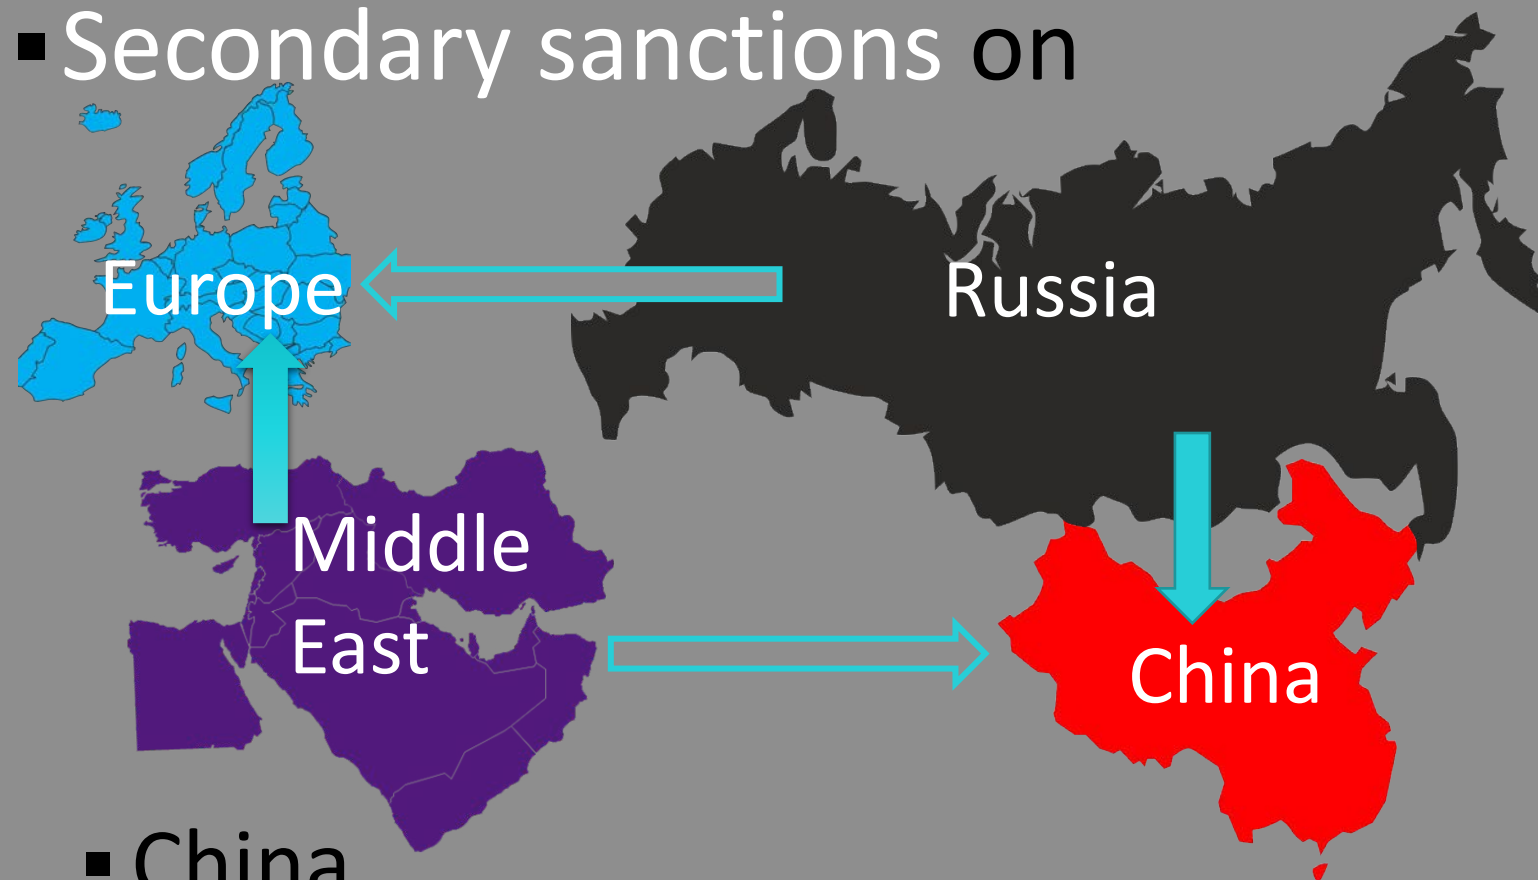 ▪ Secondary sanctions on
Europe
Russia
Middle
East
China
▪ China